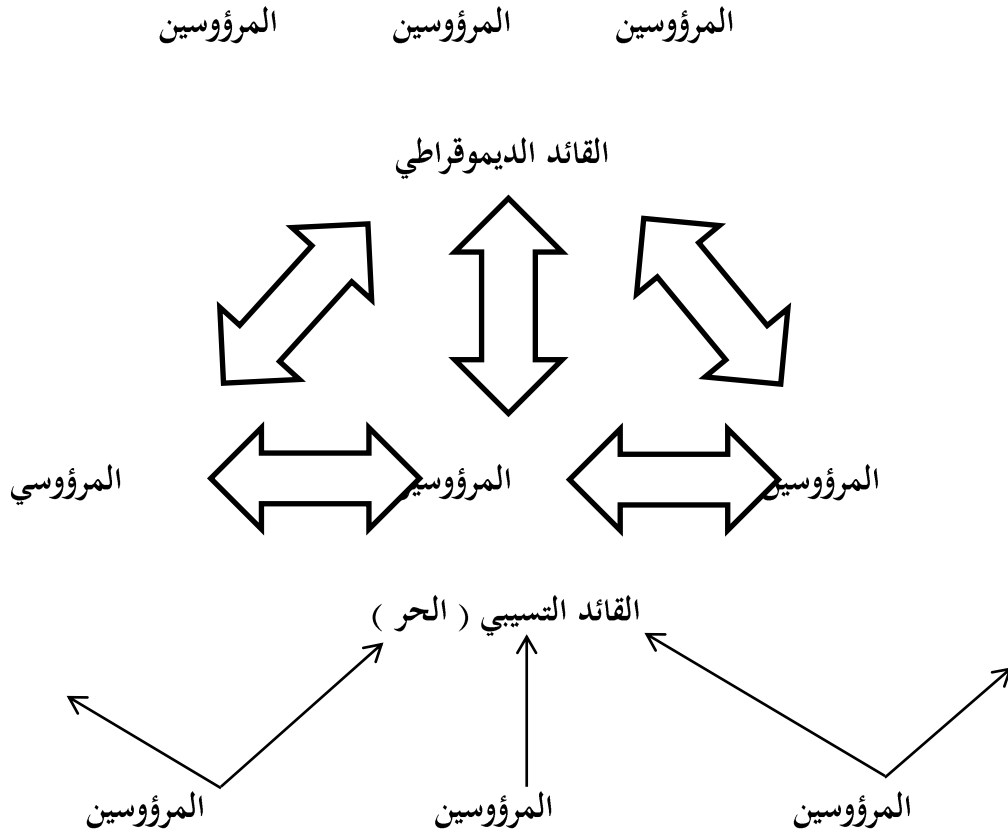 المرؤوسين المرؤوسين المرؤوسين
القائد الديموقراطي
المرؤوسين المرؤوسين المرؤوسي
القائد التسيبي ( الحر )
المرؤوسين المرؤوسين المرؤوسين